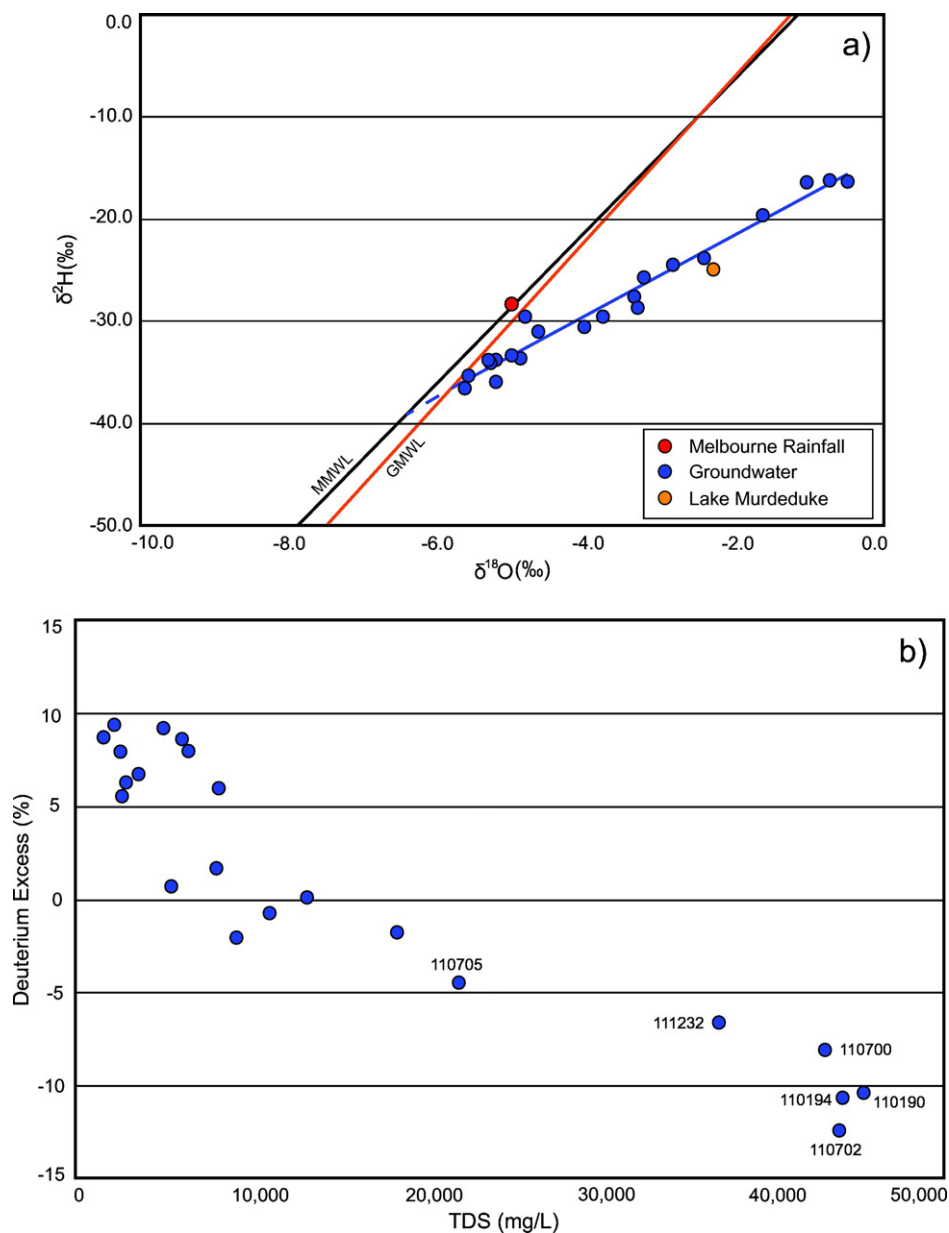 a)
0.0
-10.0
-20.0
-30.0
-40.0
-50.0
δ²H(‰)
MMWL
GMWL
Melbourne Rainfall
Groundwater
Lake Murdeduke
-10.0 -8.0 -6.0 -4.0 -2.0 0.0
δ¹⁸O(‰)
b)
15
10
5
0
-5
-10
-15
Deuterium Excess (%)
110705
111232
110700
110194
110190
110702
0 10,000 20,000 30,000 40,000 50,000
TDS (mg/L)